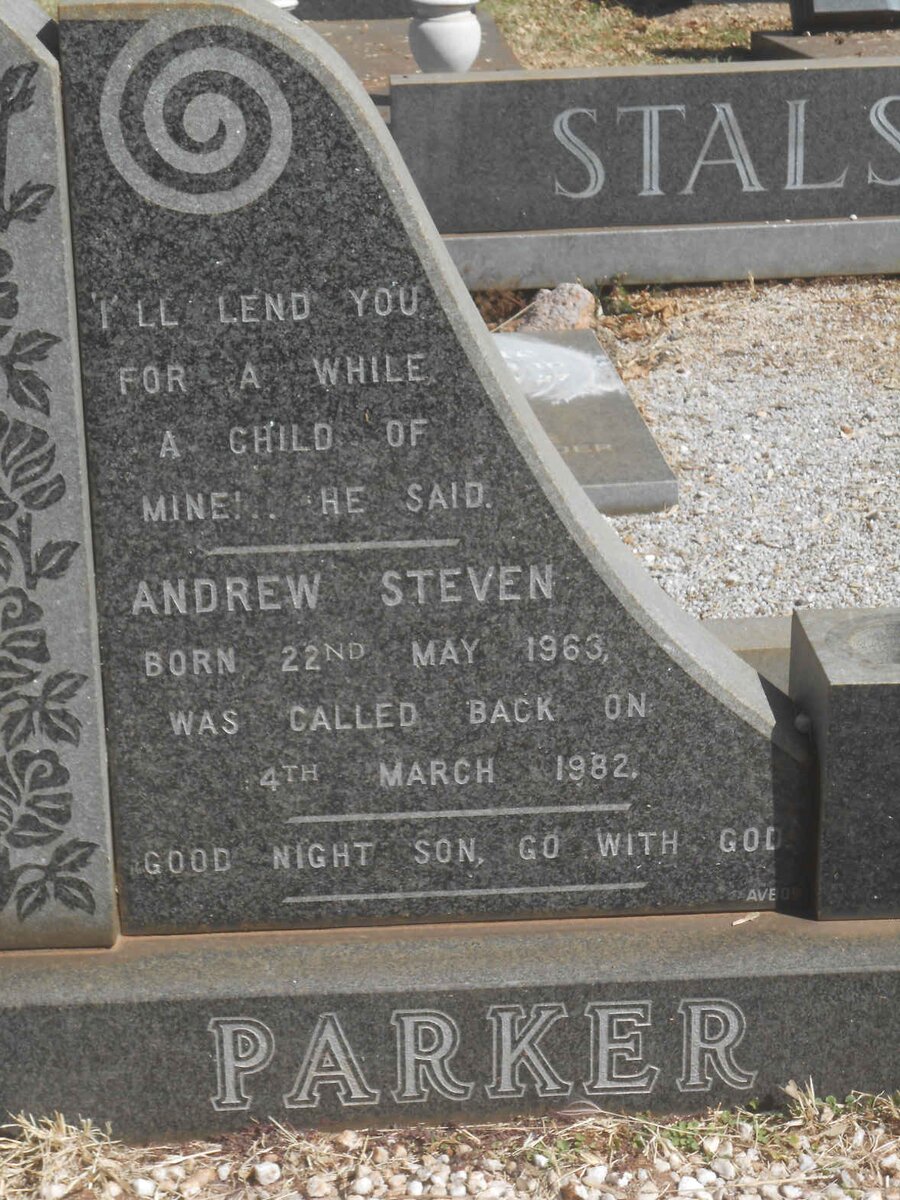 STALS
'I'LL LEND YOU
FOR A WHILE
A CHILD OF
MINE!.. HE SAID.
ANDREW STEVEN
BORN 22ND MAY 1963,
WAS CALLED BACK ON
4TH MARCH 1982.
GOOD NIGHT SON, GO WITH GOD.
PARKER